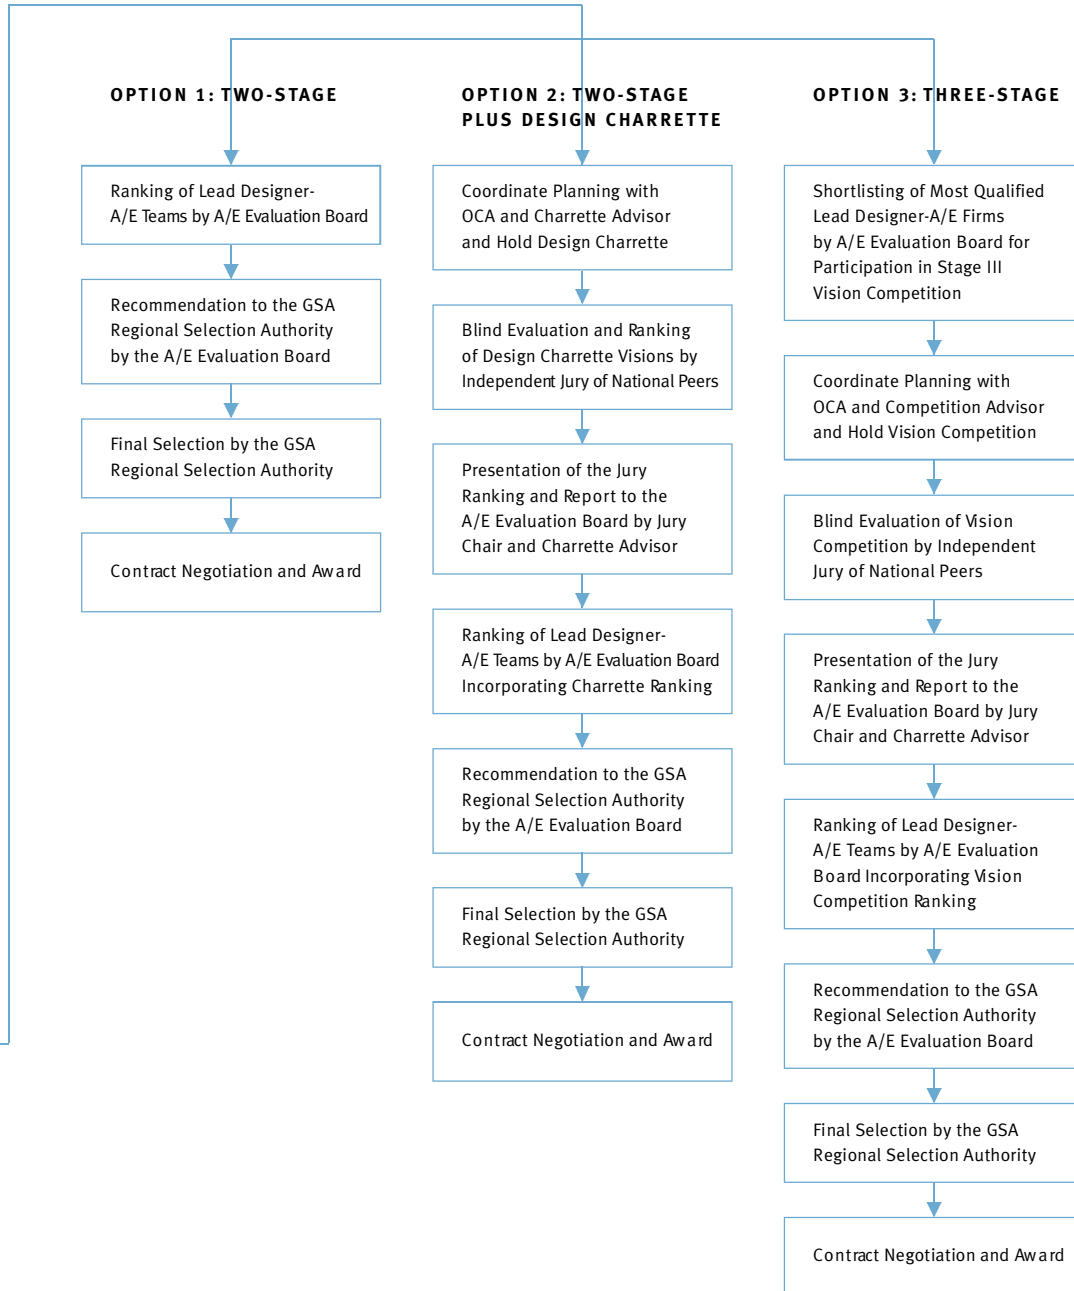 OPTION 1: TWO-STAGE
Ranking of Lead Designer-
A/E Teams by A/E Evaluation Board
Recommendation to the GSA
Regional Selection Authority
by the A/E Evaluation Board
Final Selection by the GSA
Regional Selection Authority
Contract Negotiation and Award
OPTION 2: TWO-STAGE
PLUS DESIGN CHARRETTE
Coordinate Planning with
OCA and Charrette Advisor
and Hold Design Charrette
Blind Evaluation and Ranking
of Design Charrette Visions by
Independent Jury of National Peers
Presentation of the Jury
Ranking and Report to the
A/E Evaluation Board by Jury
Chair and Charrette Advisor
Ranking of Lead Designer-
A/E Teams by A/E Evaluation Board
Incorporating Charrette Ranking
Recommendation to the GSA
Regional Selection Authority
by the A/E Evaluation Board
Final Selection by the GSA
Regional Selection Authority
Contract Negotiation and Award
OPTION 3: THREE-STAGE
Shortlisting of Most Qualified
Lead Designer-A/E Firms
by A/E Evaluation Board for
Participation in Stage III
Vision Competition
Coordinate Planning with
OCA and Competition Advisor
and Hold Vision Competition
Blind Evaluation of Vision
Competition by Independent
Jury of National Peers
Presentation of the Jury
Ranking and Report to the
A/E Evaluation Board by Jury
Chair and Charrette Advisor
Ranking of Lead Designer-
A/E Teams by A/E Evaluation
Board Incorporating Vision
Competition Ranking
Recommendation to the GSA
Regional Selection Authority
by the A/E Evaluation Board
Final Selection by the GSA
Regional Selection Authority
Contract Negotiation and Award